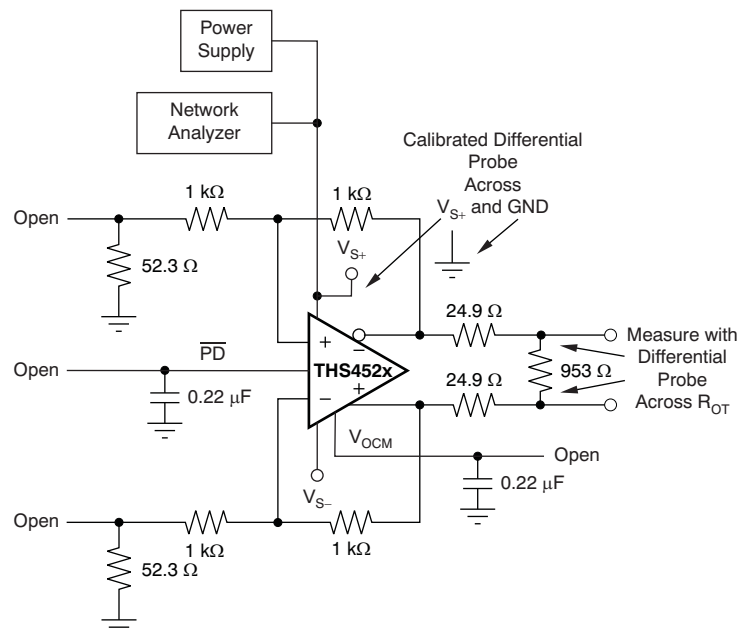 Power
Supply
Network
Analyzer
Calibrated Differential
Probe
Across
V_S+ and GND
1 kΩ
1 kΩ
Open
V_S+
52.3 Ω
24.9 Ω
+
−
Measure with
Differential
Probe
Across R_OT
PD
THS452x
953 Ω
Open
−
+
24.9 Ω
0.22 µF
V_OCM
Open
V_S−
0.22 µF
Open
1 kΩ
1 kΩ
52.3 Ω